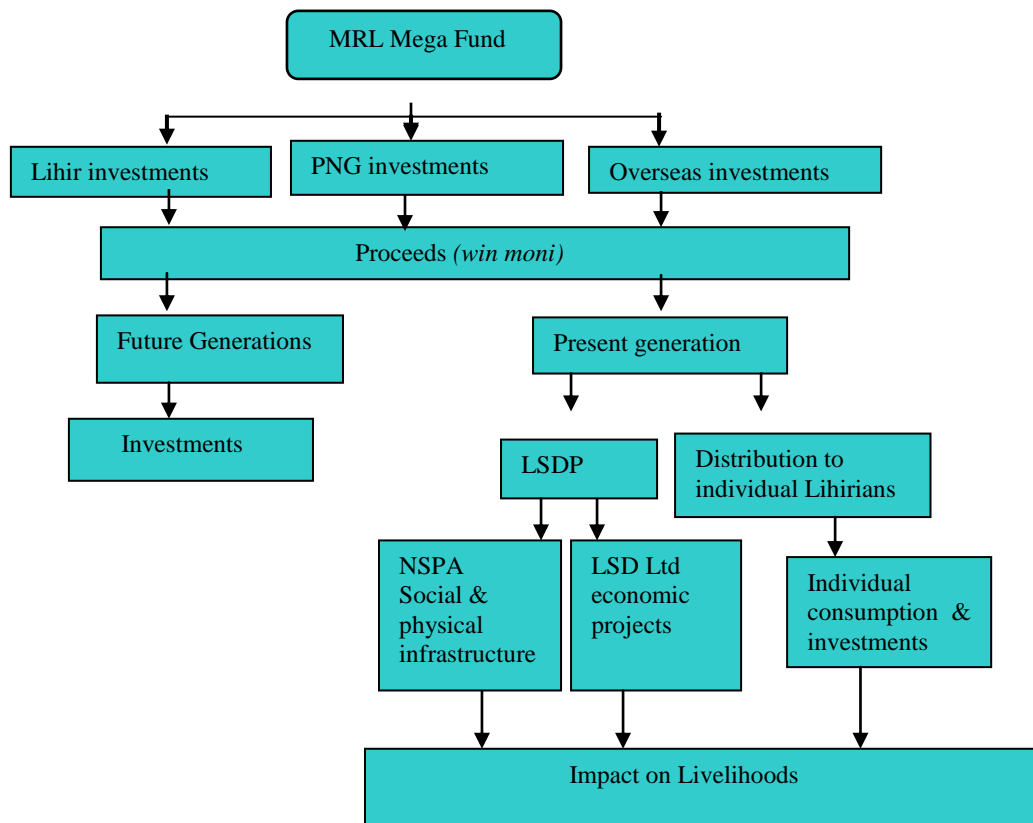 MRL Mega Fund
Lihir investments
PNG investments
Overseas investments
Proceeds (win moni)
Future Generations
Present generation
Investments
LSDP
Distribution to
individual Lihirians
NSPA
Social &
physical
infrastructure
LSD Ltd
economic
projects
Individual
consumption &
investments
Impact on Livelihoods